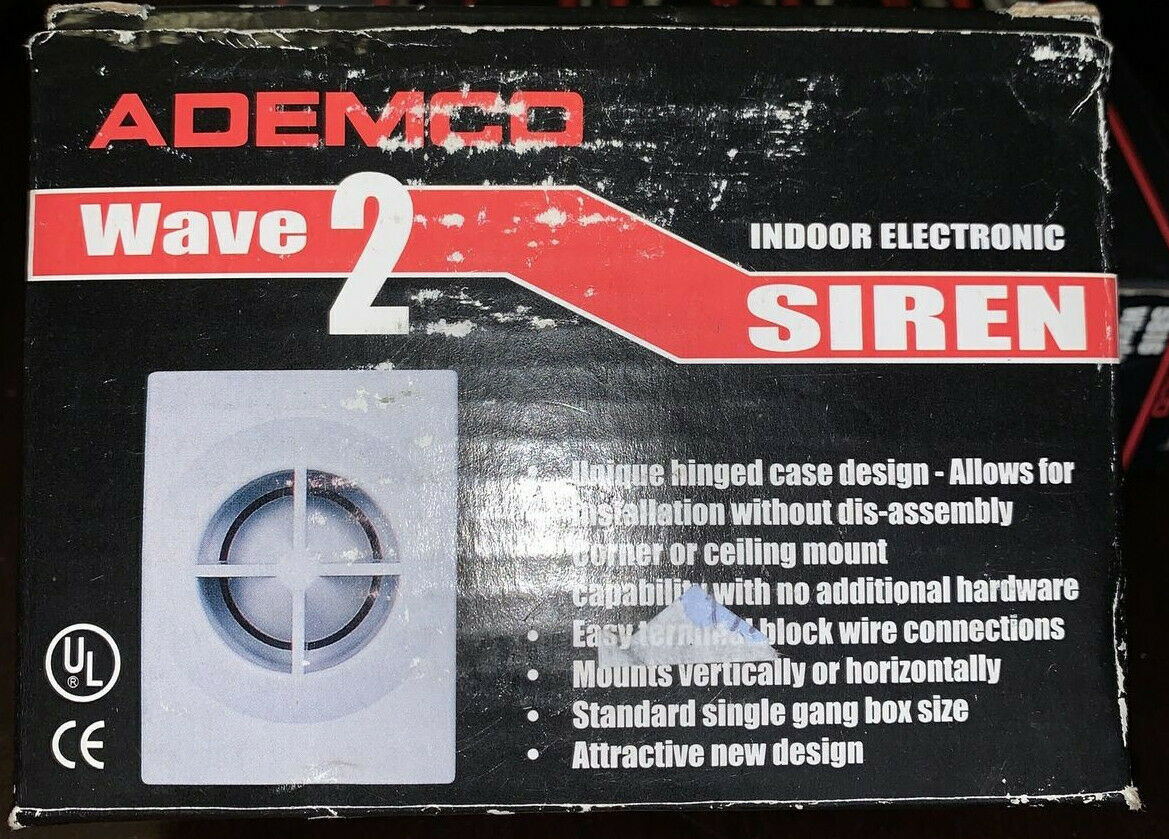 ADEMCO
Wave 2
INDOOR ELECTRONIC
SIREN
• Unique hinged case design - Allows for
installation without dis-assembly
• Corner or ceiling mount
capability with no additional hardware
• Easy terminal block wire connections
• Mounts vertically or horizontally
• Standard single gang box size
• Attractive new design
UL
®
CE